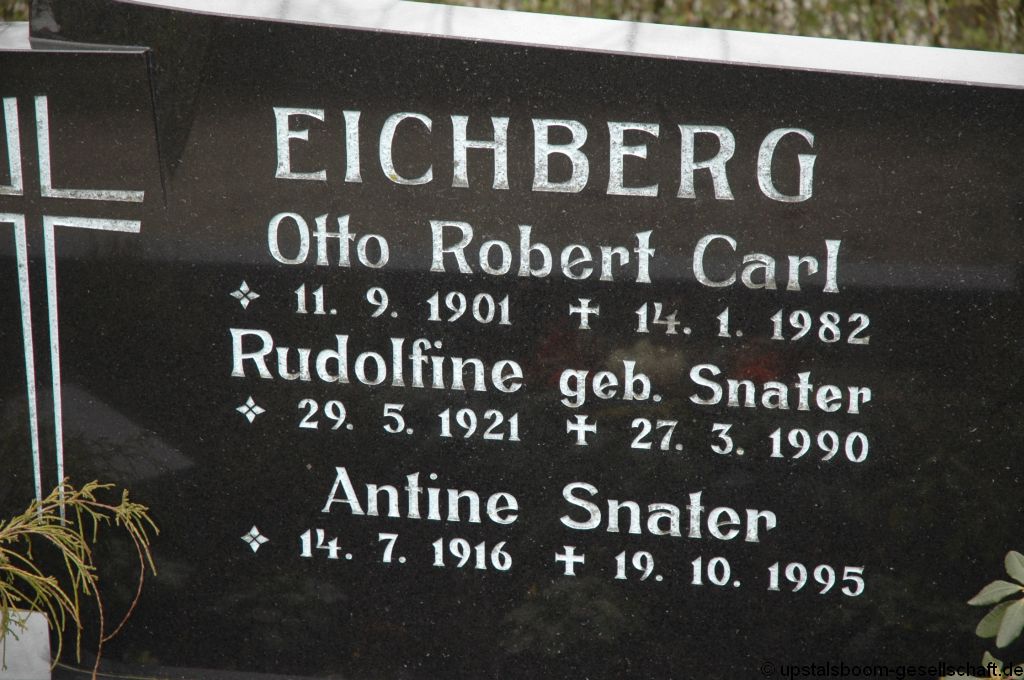 EICHBERG
Otto Robert Carl
11. 9. 1901 14. 1. 1982
Rudolfine geb. Snater
29. 5. 1921 27. 3. 1990
Antine Snater
14. 7. 1916 19. 10. 1995
© upstalsboom-gesellschaft.de